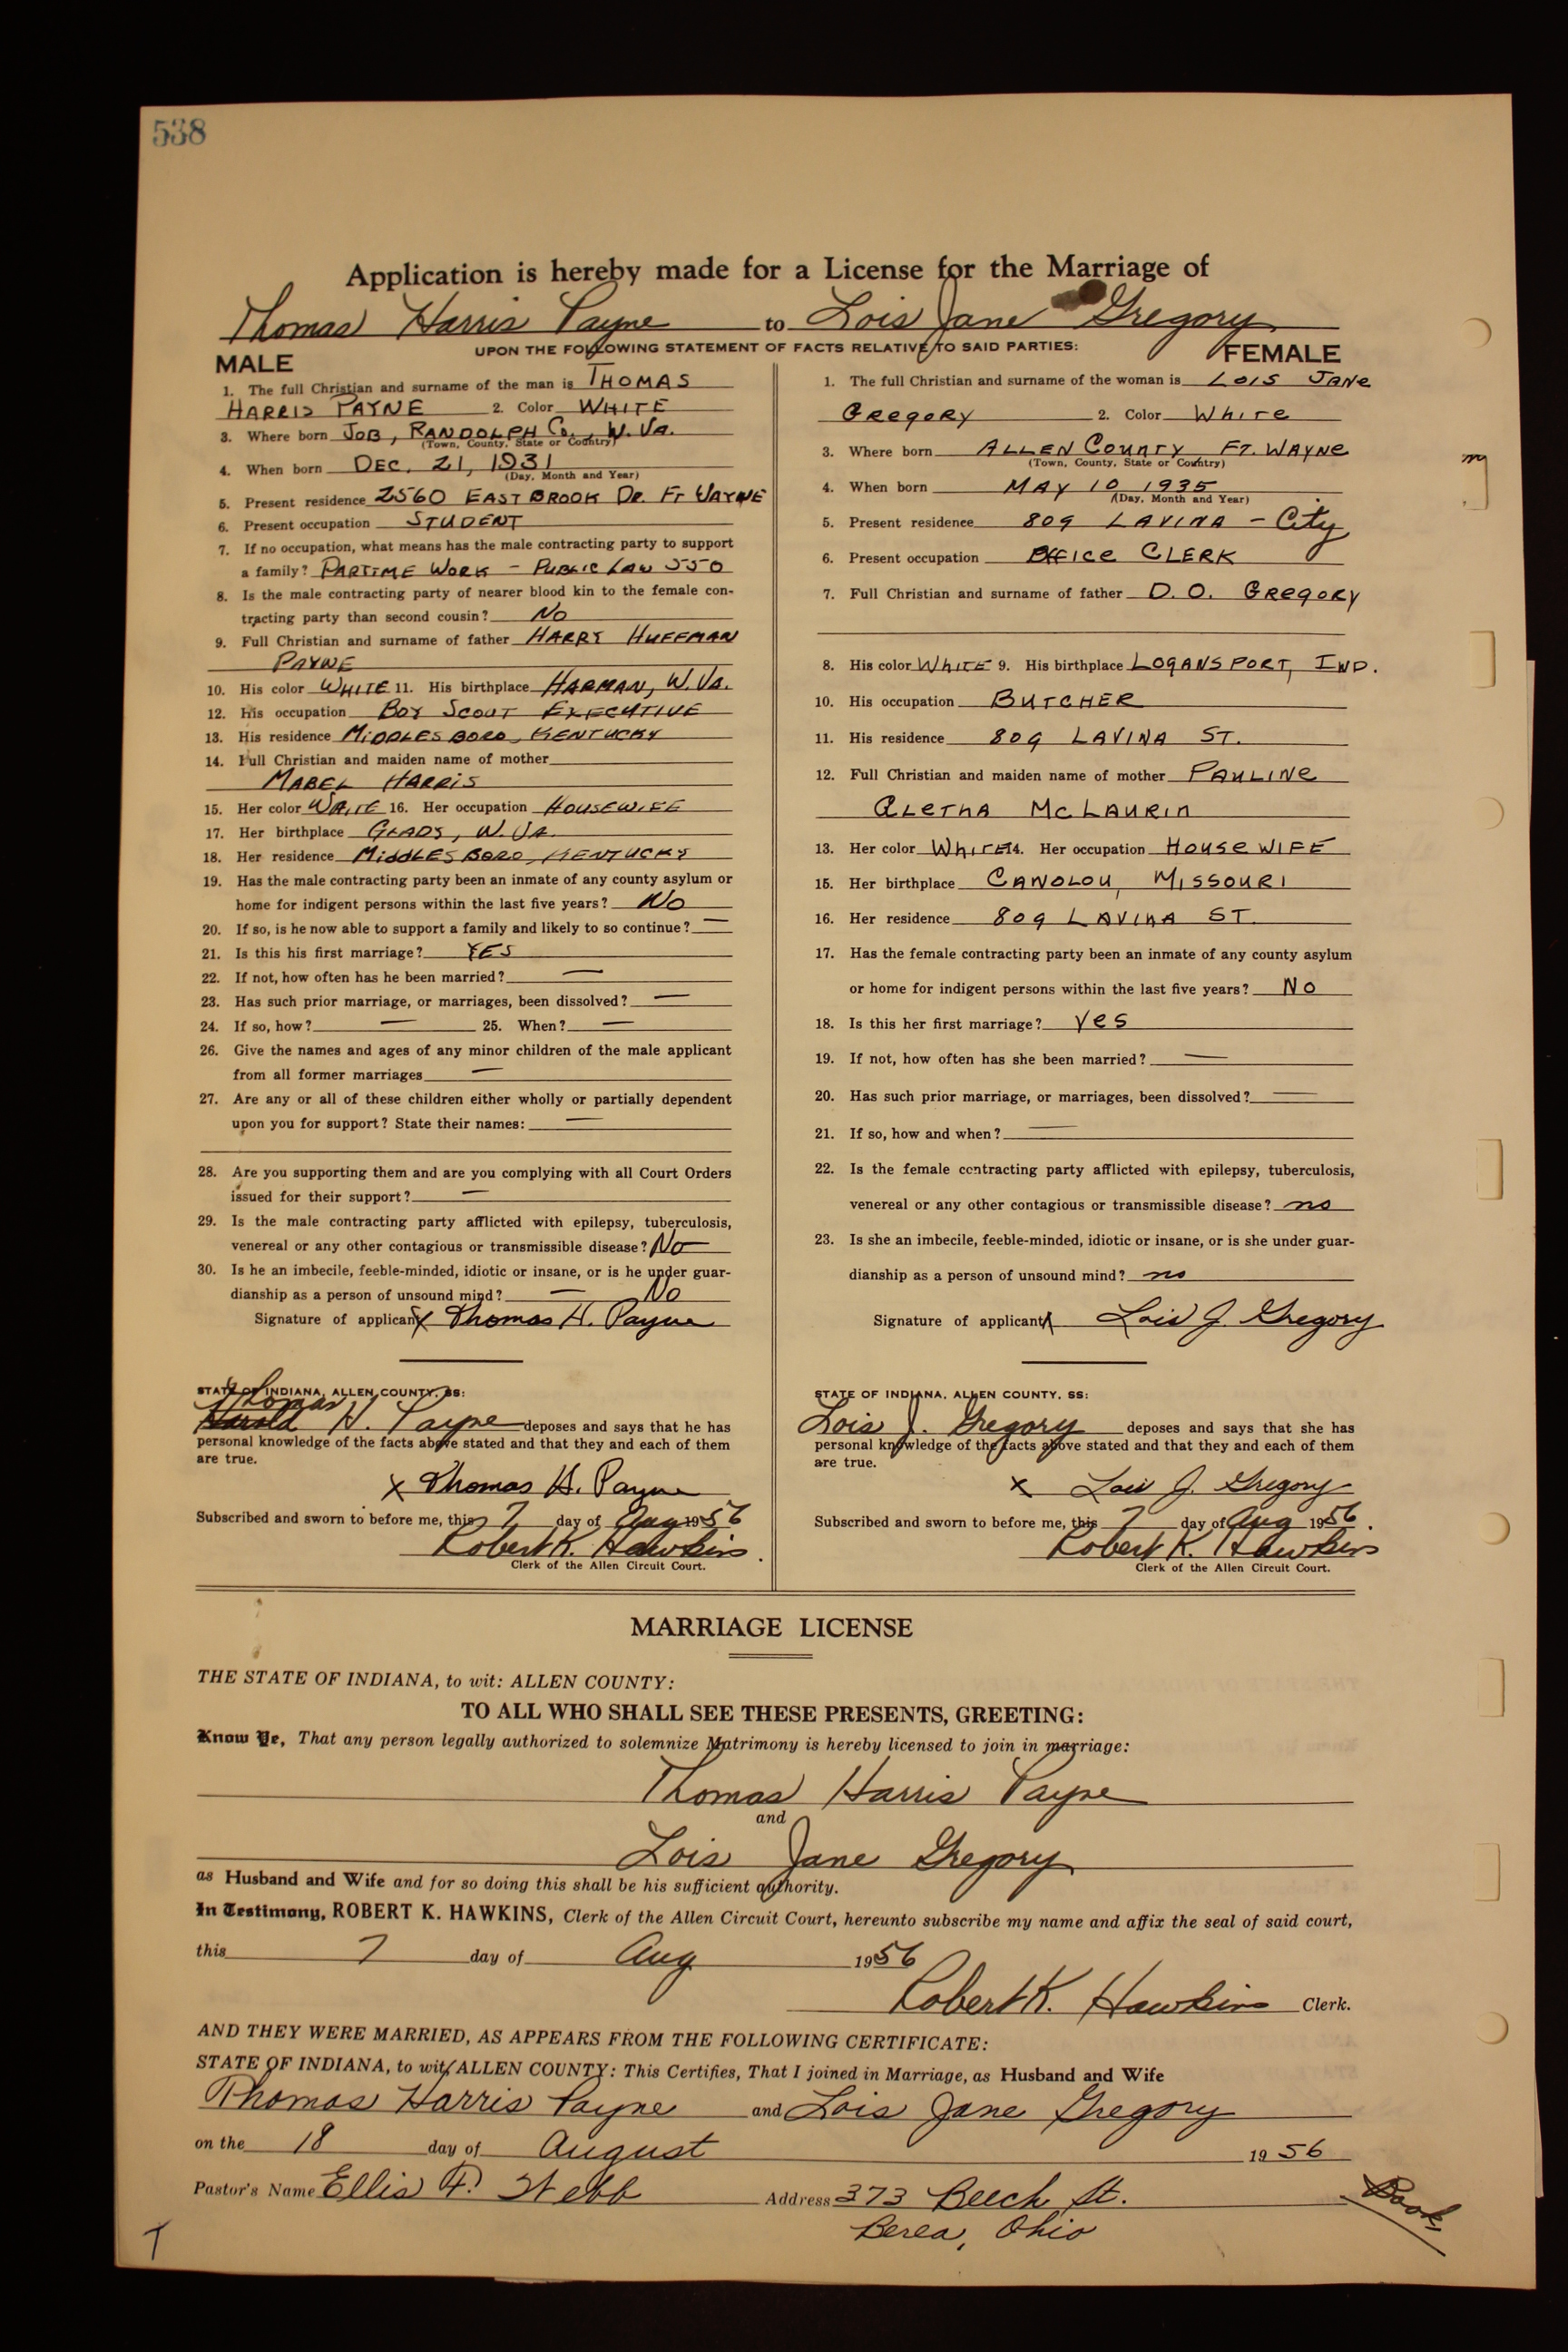 538
Application is hereby made for a License for the Marriage of
Thomas Harris Payne to Lois Jane Gregory
UPON THE FOLLOWING STATEMENT OF FACTS RELATIVE TO SAID PARTIES:
MALE
1. The full Christian and surname of the man is THOMAS
HARRIS PAYNE 2. Color WHITE
3. Where born JOB, RANDOLPH CO., W. VA.
(Town, County, State or Country)
4. When born DEC. 21, 1931
(Day, Month and Year)
5. Present residence 2560 EASTBROOK DR. FT WAYNE
6. Present occupation STUDENT
7. If no occupation, what means has the male contracting party to support
a family? PARTIME WORK - PUBLIC LAW 550
8. Is the male contracting party of nearer blood kin to the female con-
tracting party than second cousin? NO
9. Full Christian and surname of father HARRY HUFFMAN
PAYNE
10. His color WHITE 11. His birthplace HARMAN, W. VA.
12. His occupation BOY SCOUT EXECUTIVE
13. His residence MIDDLESBORO, KENTUCKY
14. Full Christian and maiden name of mother
MABEL HARRIS
15. Her color WHITE 16. Her occupation HOUSEWIFE
17. Her birthplace GLADY, W. VA.
18. Her residence MIDDLESBORO, KENTUCKY
19. Has the male contracting party been an inmate of any county asylum or
home for indigent persons within the last five years? NO
20. If so, is he now able to support a family and likely to so continue? —
21. Is this his first marriage? YES
22. If not, how often has he been married? —
23. Has such prior marriage, or marriages, been dissolved? —
24. If so, how? — 25. When? —
26. Give the names and ages of any minor children of the male applicant
from all former marriages —
27. Are any or all of these children either wholly or partially dependent
upon you for support? State their names: —
28. Are you supporting them and are you complying with all Court Orders
issued for their support? —
29. Is the male contracting party afflicted with epilepsy, tuberculosis,
venereal or any other contagious or transmissible disease? No
30. Is he an imbecile, feeble-minded, idiotic or insane, or is he under guar-
dianship as a person of unsound mind? — No
Signature of applicant X Thomas H. Payne
STATE OF INDIANA, ALLEN COUNTY, SS:
Thomas
Harold H. Payne deposes and says that he has
personal knowledge of the facts above stated and that they and each of them
are true.
X Thomas H. Payne
Subscribed and sworn to before me, this 7 day of Aug 1956
Robert K. Hawkins
Clerk of the Allen Circuit Court.
FEMALE
1. The full Christian and surname of the woman is LOIS JANE
GREGORY 2. Color White
3. Where born ALLEN COUNTY FT. WAYNE
(Town, County, State or Country)
4. When born MAY 10 1935
(Day, Month and Year)
5. Present residence 809 LAVINA - City
6. Present occupation OFFICE CLERK
7. Full Christian and surname of father D. O. GREGORY
8. His color WHITE 9. His birthplace LOGANSPORT, IND.
10. His occupation BUTCHER
11. His residence 809 LAVINA ST.
12. Full Christian and maiden name of mother PAULINE
ALETHA MCLAURIN
13. Her color WHITE 14. Her occupation HOUSEWIFE
15. Her birthplace CANOLOU, MISSOURI
16. Her residence 809 LAVINA ST.
17. Has the female contracting party been an inmate of any county asylum
or home for indigent persons within the last five years? NO
18. Is this her first marriage? Yes
19. If not, how often has she been married? —
20. Has such prior marriage, or marriages, been dissolved? —
21. If so, how and when? —
22. Is the female contracting party afflicted with epilepsy, tuberculosis,
venereal or any other contagious or transmissible disease? no
23. Is she an imbecile, feeble-minded, idiotic or insane, or is she under guar-
dianship as a person of unsound mind? no
Signature of applicant X Lois J. Gregory
STATE OF INDIANA, ALLEN COUNTY, SS:
Lois J. Gregory deposes and says that she has
personal knowledge of the facts above stated and that they and each of them
are true.
X Lois J. Gregory
Subscribed and sworn to before me, this 7 day of Aug 1956.
Robert K. Hawkins
Clerk of the Allen Circuit Court.
MARRIAGE LICENSE
THE STATE OF INDIANA, to wit: ALLEN COUNTY:
TO ALL WHO SHALL SEE THESE PRESENTS, GREETING:
Know Ye, That any person legally authorized to solemnize Matrimony is hereby licensed to join in marriage:
Thomas Harris Payne
and
Lois Jane Gregory
as Husband and Wife and for so doing this shall be his sufficient authority.
In Testimony, ROBERT K. HAWKINS, Clerk of the Allen Circuit Court, hereunto subscribe my name and affix the seal of said court,
this 7 day of Aug 1956
Robert K. Hawkins Clerk.
AND THEY WERE MARRIED, AS APPEARS FROM THE FOLLOWING CERTIFICATE:
STATE OF INDIANA, to wit, ALLEN COUNTY: This Certifies, That I joined in Marriage, as Husband and Wife
Thomas Harris Payne and Lois Jane Gregory
on the 18 day of August 1956
Pastor's Name Ellis Webb Address 373 Beech St.
Berea, Ohio
Book
T